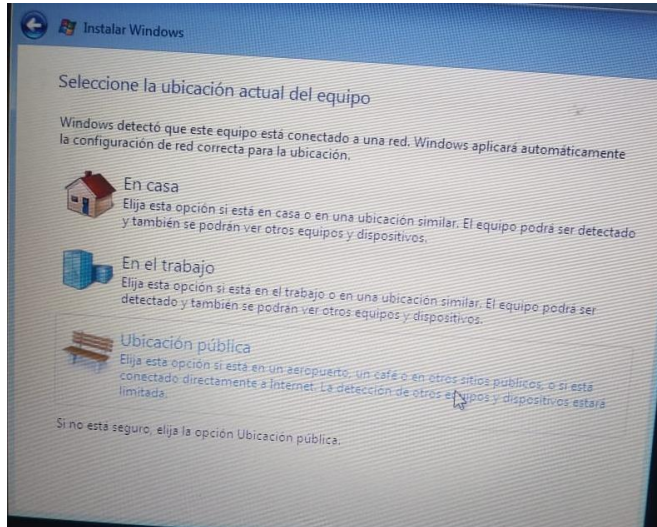 Instalar Windows
Seleccione la ubicación actual del equipo
Windows detectó que este equipo está conectado a una red. Windows aplicará automáticamente
la configuración de red correcta para la ubicación.
En casa
Elija esta opción si está en casa o en una ubicación similar. El equipo podrá ser detectado
y también se podrán ver otros equipos y dispositivos.
En el trabajo
Elija esta opción si está en el trabajo o en una ubicación similar. El equipo podrá ser
detectado y también se podrán ver otros equipos y dispositivos.
Ubicación pública
Elija esta opción si está en un aeropuerto, un café o en otros sitios públicos, o si está
conectado directamente a Internet. La detección de otros equipos y dispositivos estará
limitada.
Si no está seguro, elija la opción Ubicación pública.